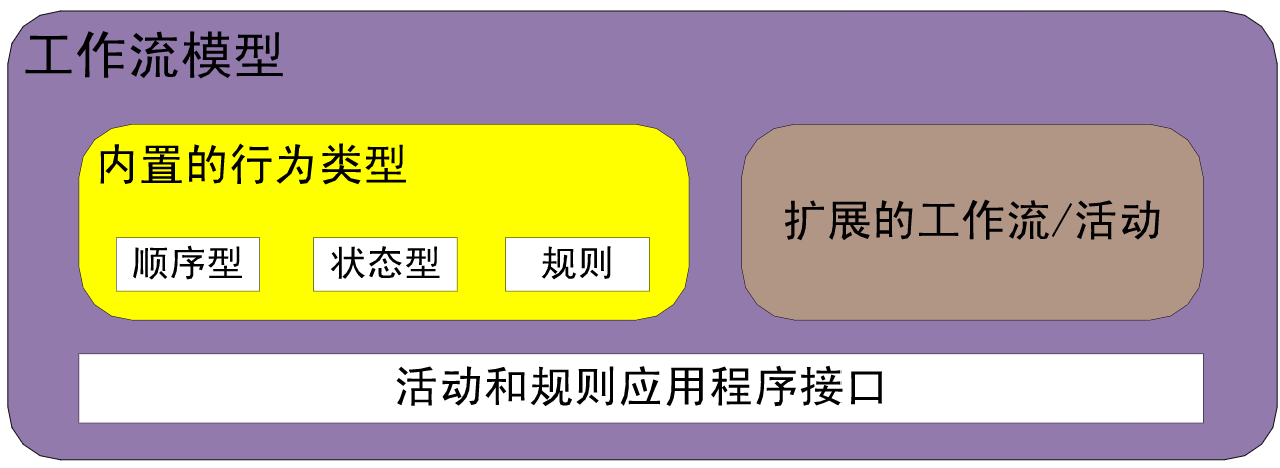 工作流模型
内置的行为类型
扩展的工作流/活动
顺序型 状态型 规则
活动和规则应用程序接口